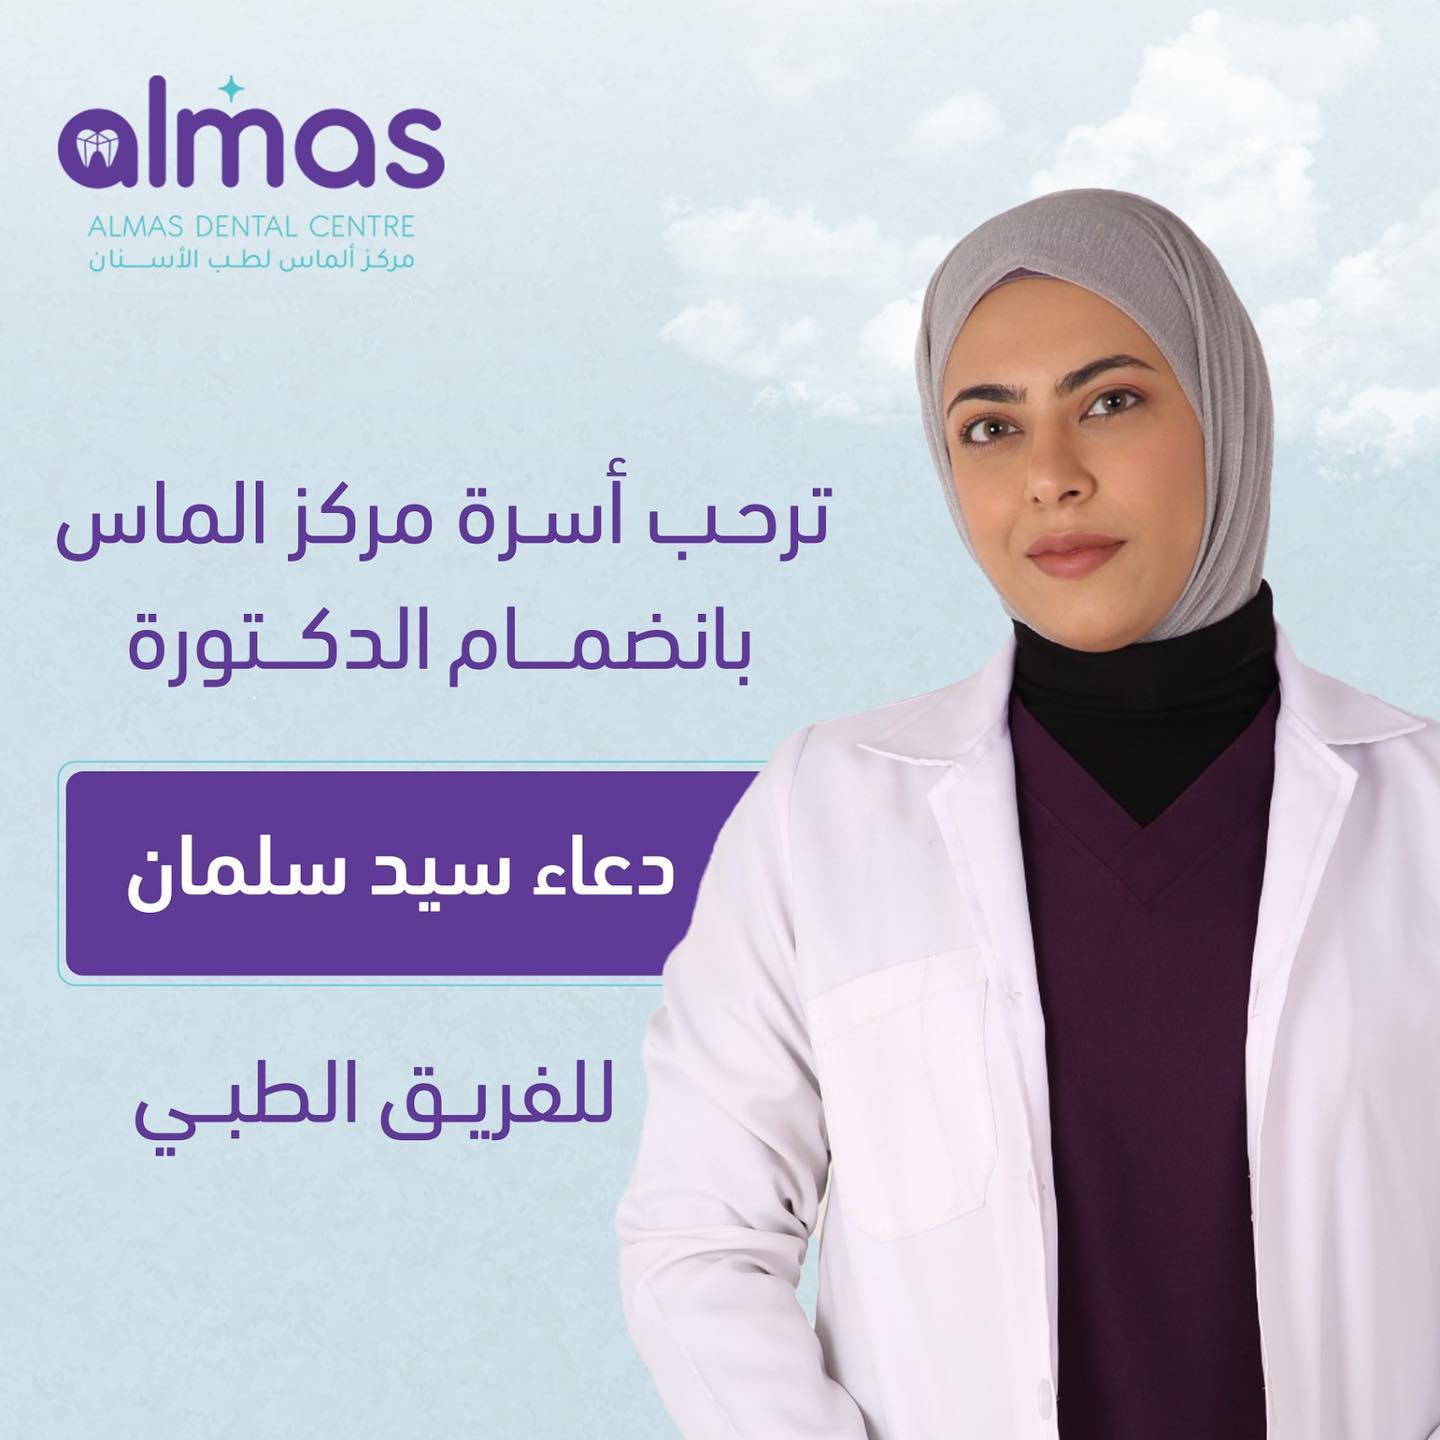 almas
ALMAS DENTAL CENTRE
مركز ألماس لطب الأسنان
ترحب أسرة مركز الماس
بانضمام الدكتورة
دعاء سيد سلمان
للفريق الطبي